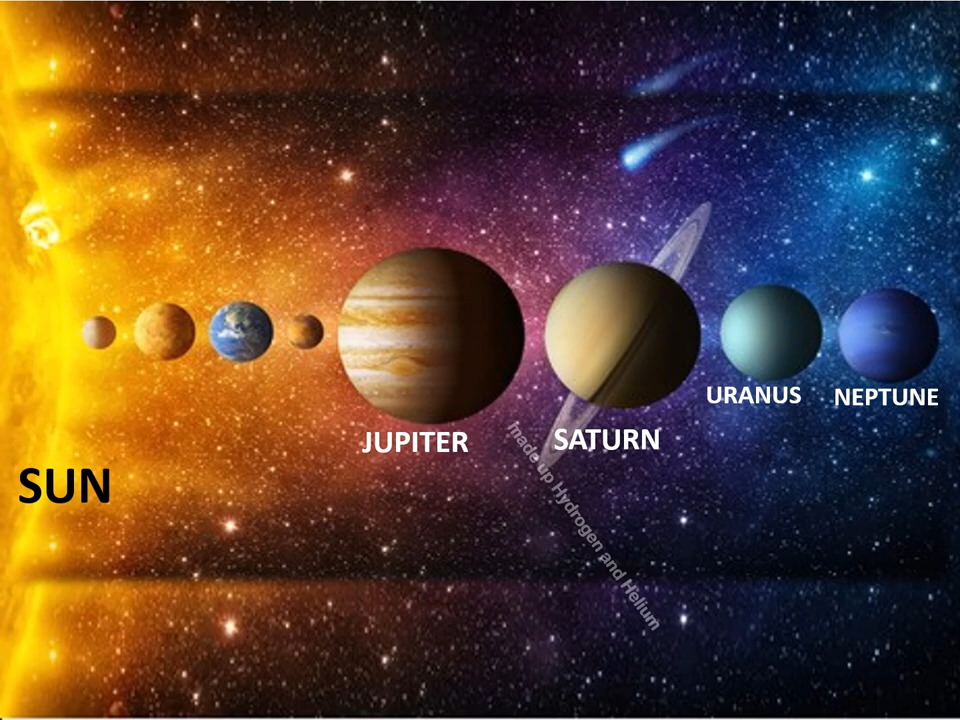 URANUS
NEPTUNE
JUPITER
SATURN
SUN
made up Hydrogen and Helium